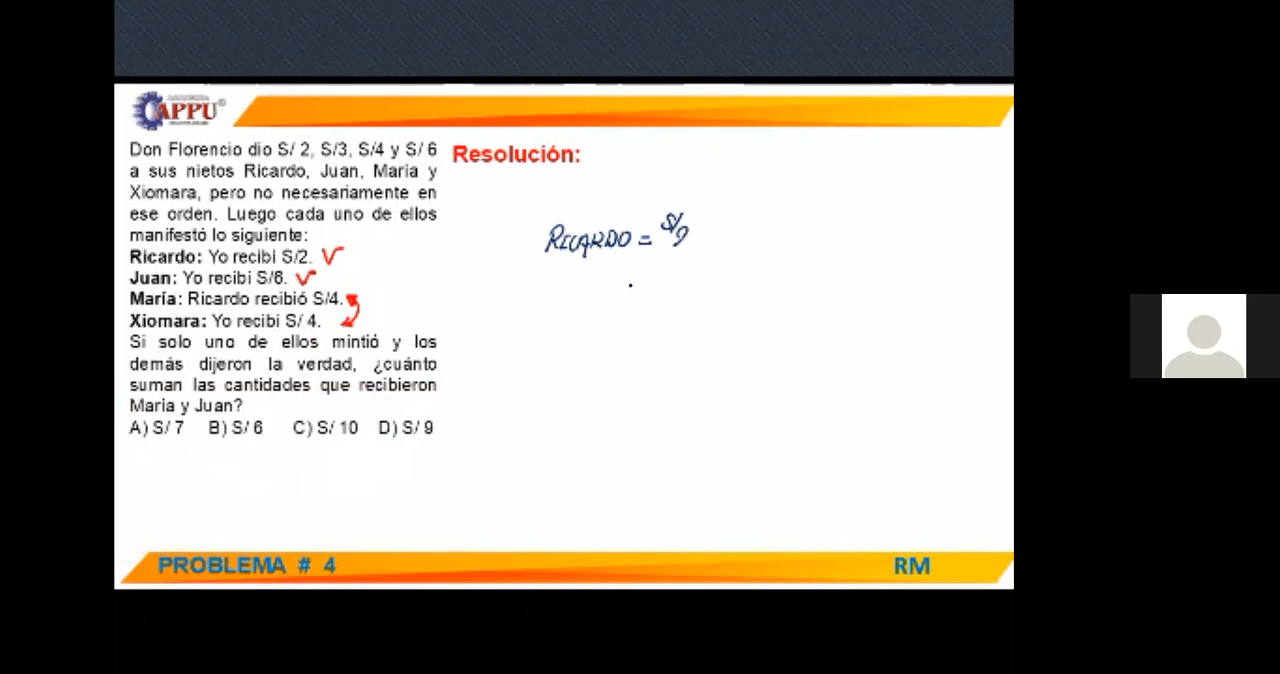 APPU
Don Florencio dio S/ 2, S/3, S/4 y S/ 6
a sus nietos Ricardo, Juan, María y
Xiomara, pero no necesariamente en
ese orden. Luego cada uno de ellos
manifestó lo siguiente:
Ricardo: Yo recibí S/2.
Juan: Yo recibí S/6.
María: Ricardo recibió S/4.
Xiomara: Yo recibí S/ 4.
Si solo uno de ellos mintió y los
demás dijeron la verdad, ¿cuánto
suman las cantidades que recibieron
María y Juan?
A) S/ 7 B) S/ 6 C) S/ 10 D) S/ 9
Resolución:
RICARDO = S/
PROBLEMA # 4
RM